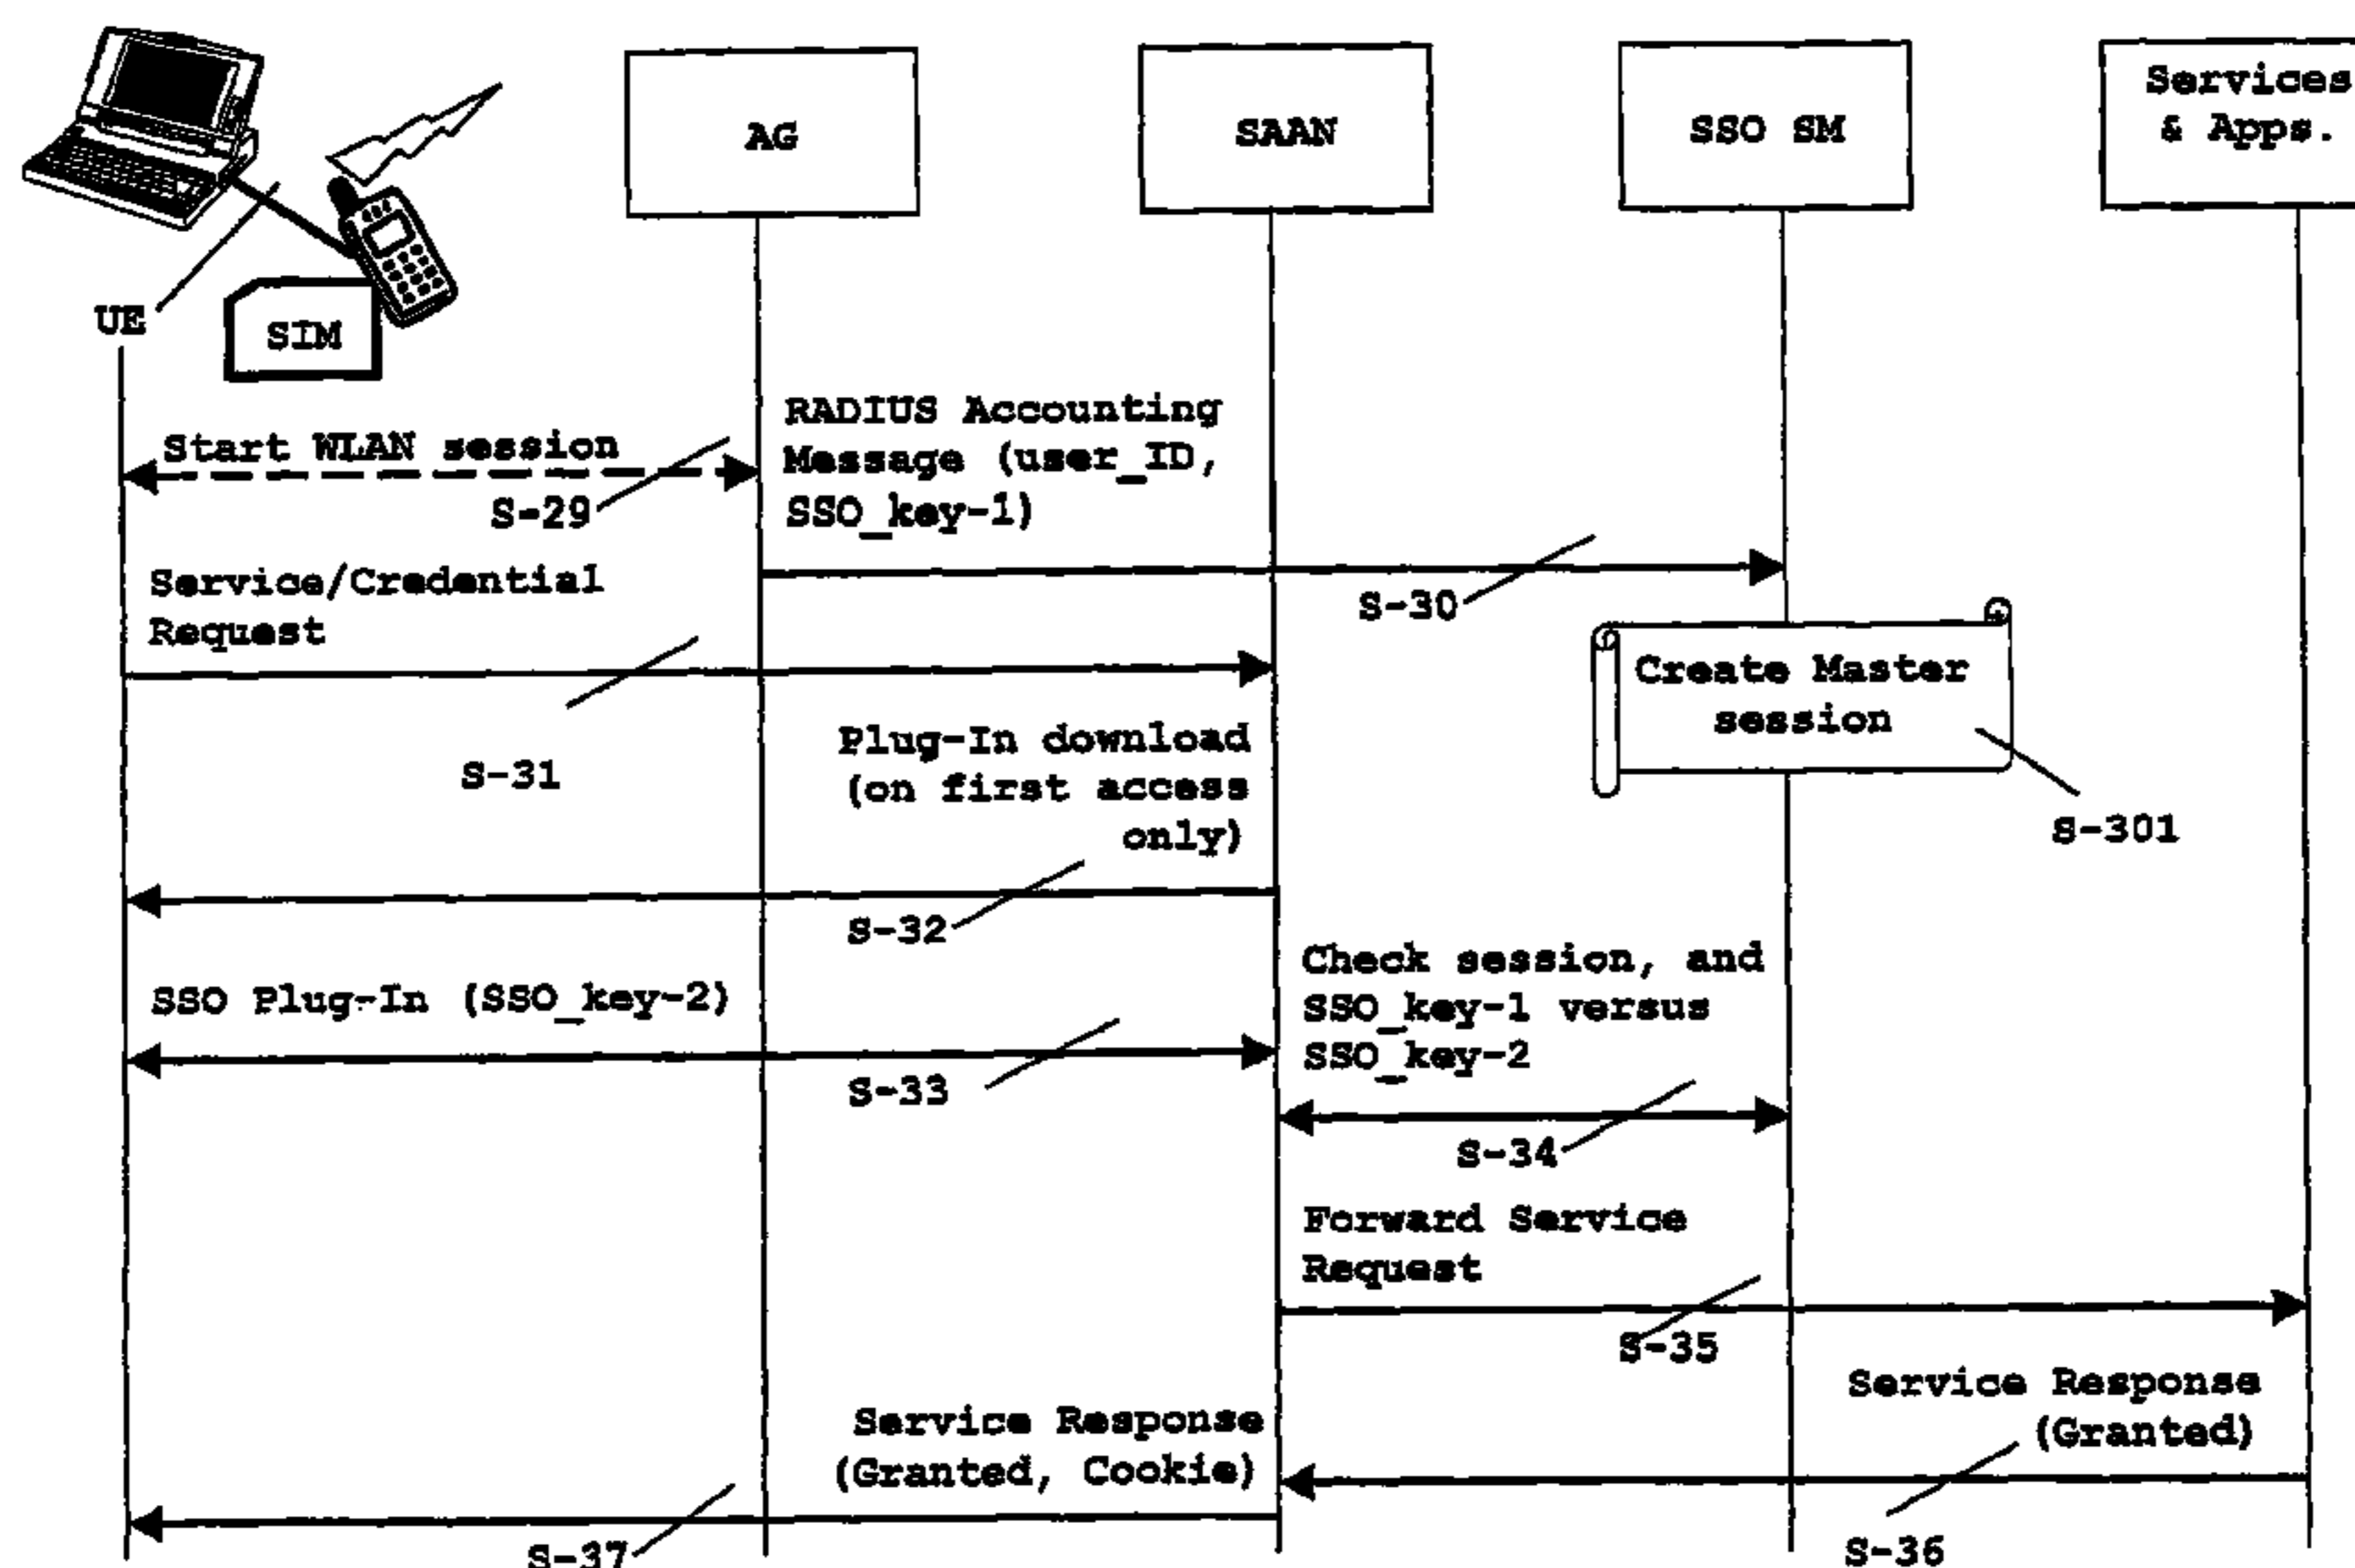 AG
SAAN
SSO SM
Services
& Apps.
UE
SIM
Start WLAN session
S-29
RADIUS Accounting
Message (user_ID,
SSO_key-1)
S-30
Service/Credential
Request
S-31
Create Master
session
S-301
Plug-In download
(on first access
only)
S-32
SSO Plug-In (SSO_key-2)
S-33
Check session, and
SSO_key-1 versus
SSO_key-2
S-34
Forward Service
Request
S-35
Service Response
(Granted)
S-36
Service Response
(Granted, Cookie)
S-37